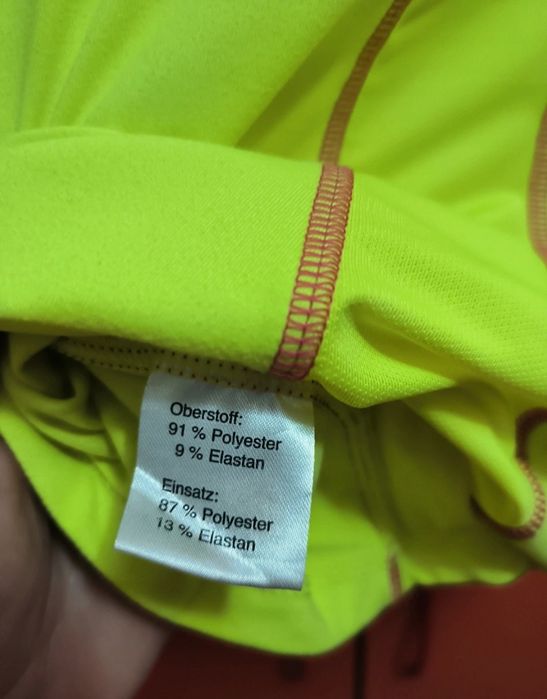 Oberstoff:
91 % Polyester
9 % Elastan
Einsatz:
87 % Polyester
13 % Elastan